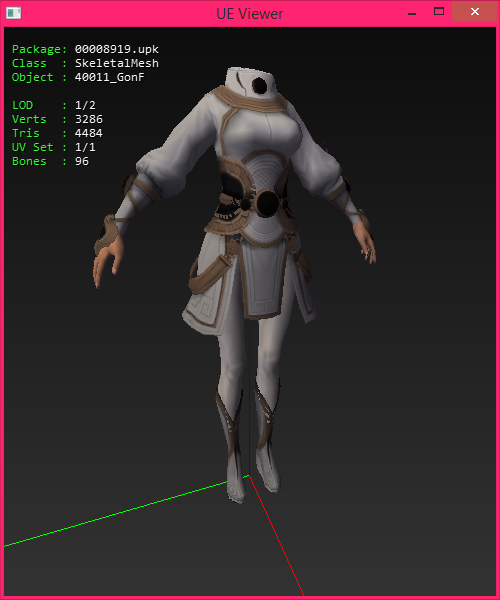 UE Viewer
Package: 00008919.upk
Class : SkeletalMesh
Object : 40011_GonF
LOD : 1/2
Verts : 3286
Tris : 4484
UV Set : 1/1
Bones : 96